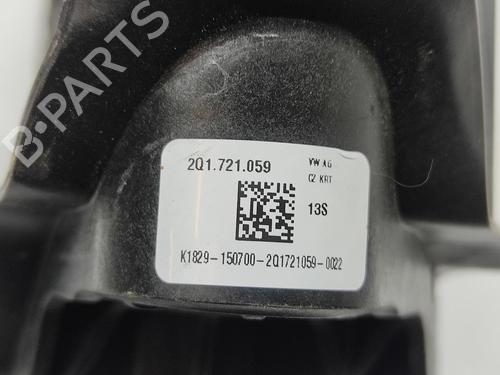 B-PARTS
2Q1.721.059
VW AG
CZ KRT
13S
K1829-150700-2Q1721059-0022